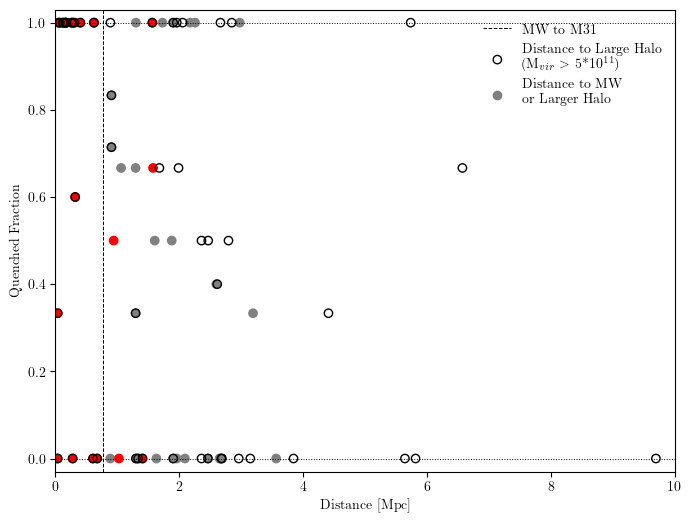 1.0
0.8
0.6
0.4
0.2
0.0
Quenched Fraction
0
2
4
6
8
10
Distance [Mpc]
MW to M31
Distance to Large Halo
(M_{vir} > 5*10^{11})
Distance to MW
or Larger Halo